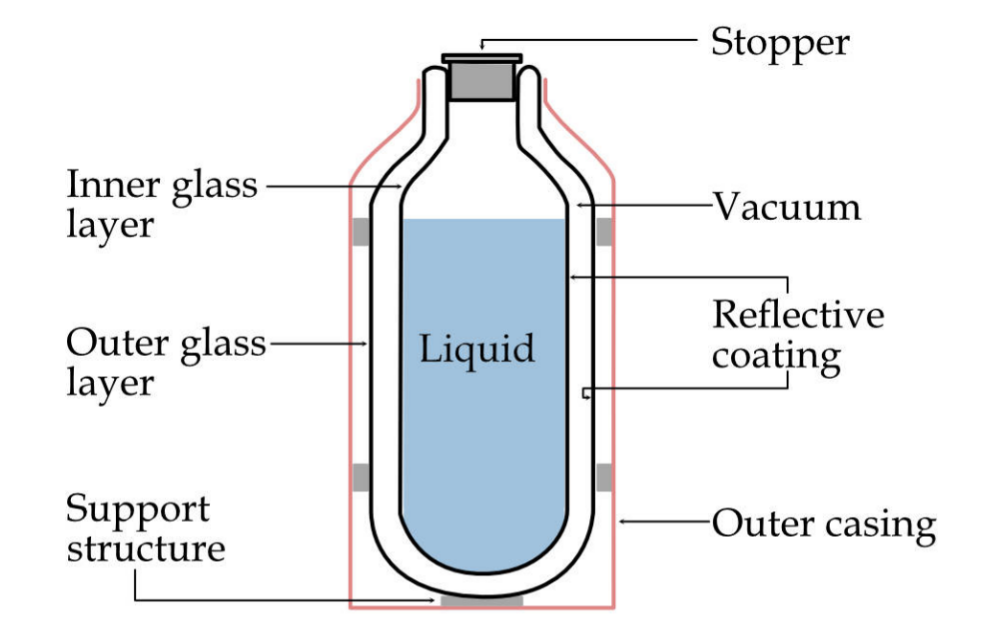 Stopper
Inner glass
layer
Vacuum
Reflective
coating
Outer glass
layer
Liquid
Support
structure
Outer casing